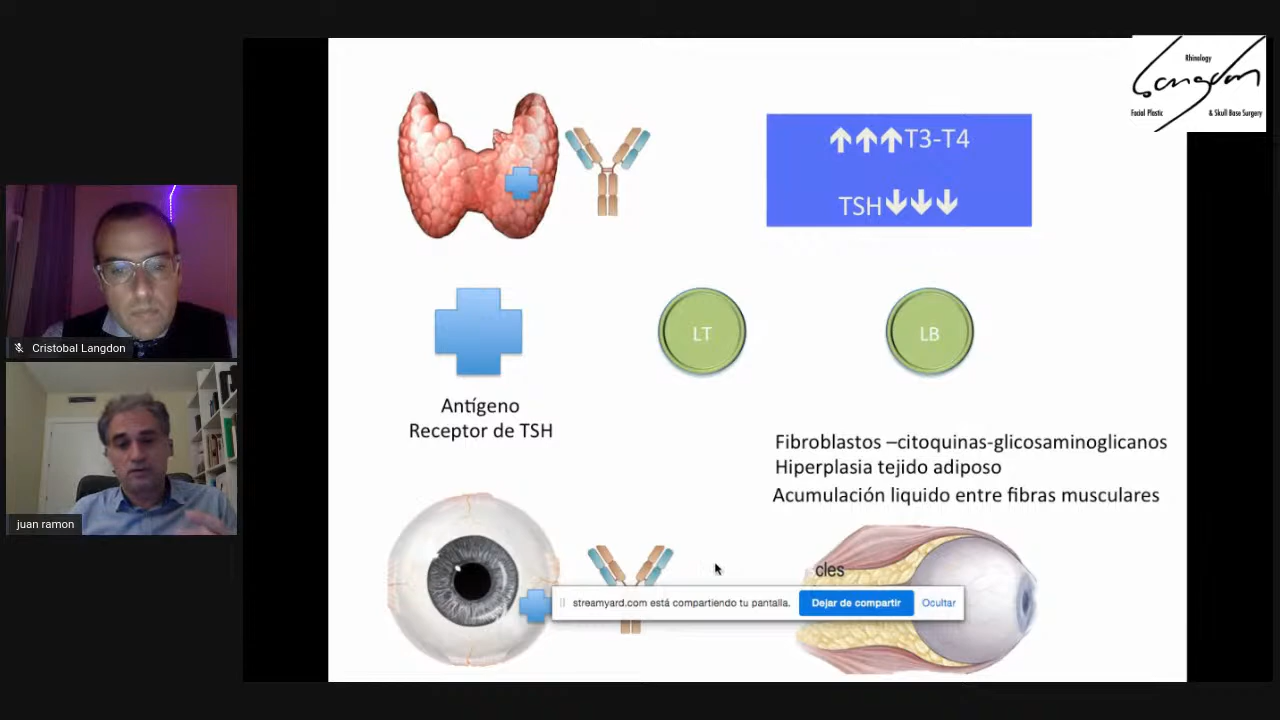 Rhinology
Langdon
Facial Plastic & Skull Base Surgery
↑↑↑T3-T4
TSH↓↓↓
Cristobal Langdon
LT
LB
Antígeno
Receptor de TSH
Fibroblastos –citoquinas-glicosaminoglicanos
Hiperplasia tejido adiposo
Acumulación liquido entre fibras musculares
juan ramon
cles
streamyard.com está compartiendo tu pantalla.
Dejar de compartir
Ocultar